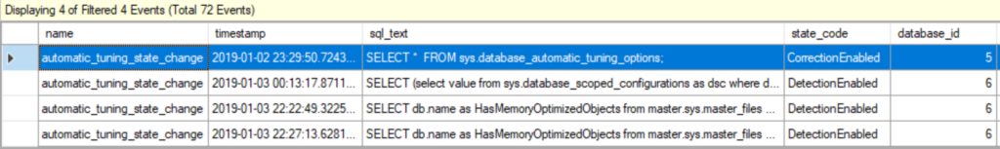 Displaying 4 of Filtered 4 Events (Total 72 Events)
name timestamp sql_text state_code database_id
automatic_tuning_state_change 2019-01-02 23:29:50.7243... SELECT * FROM sys.database_automatic_tuning_options; CorrectionEnabled 5
automatic_tuning_state_change 2019-01-03 00:13:17.8711... SELECT (select value from sys.database_scoped_configurations as dsc where d... DetectionEnabled 6
automatic_tuning_state_change 2019-01-03 22:22:49.3225... SELECT db.name as HasMemoryOptimizedObjects from master.sys.master_files ... DetectionEnabled 6
automatic_tuning_state_change 2019-01-03 22:27:13.6281... SELECT db.name as HasMemoryOptimizedObjects from master.sys.master_files ... DetectionEnabled 6